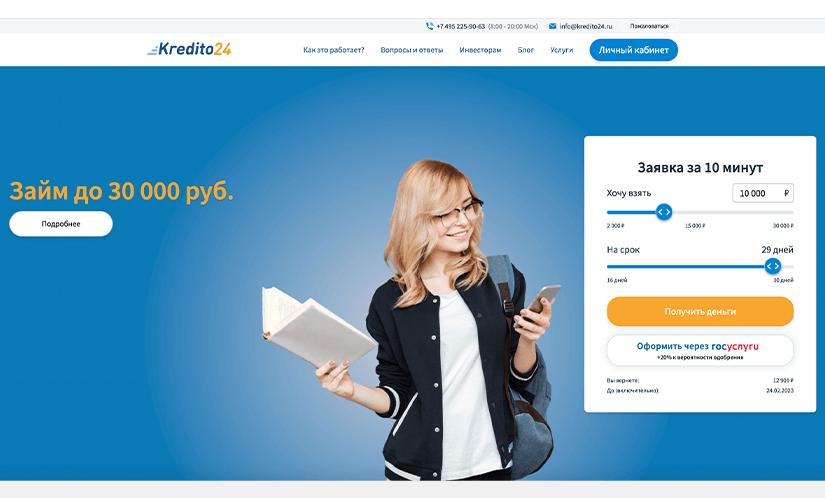 +7 495 225-90-63 (8:00 - 20:00 Мск) info@kredito24.ru Пожаловаться
Kredito24 Как это работает? Вопросы и ответы Инвесторам Блог Услуги Личный кабинет
Займ до 30 000 руб.
Подробнее
Заявка за 10 минут
Хочу взять 10 000 ₽
2 000 ₽ 15 000 ₽ 30 000 ₽
На срок 29 дней
16 дней 30 дней
Получить деньги
Оформить через госуслуги
+20% к вероятности одобрения
Вы вернете: 12 900 ₽
До (включительно): 24.02.2023